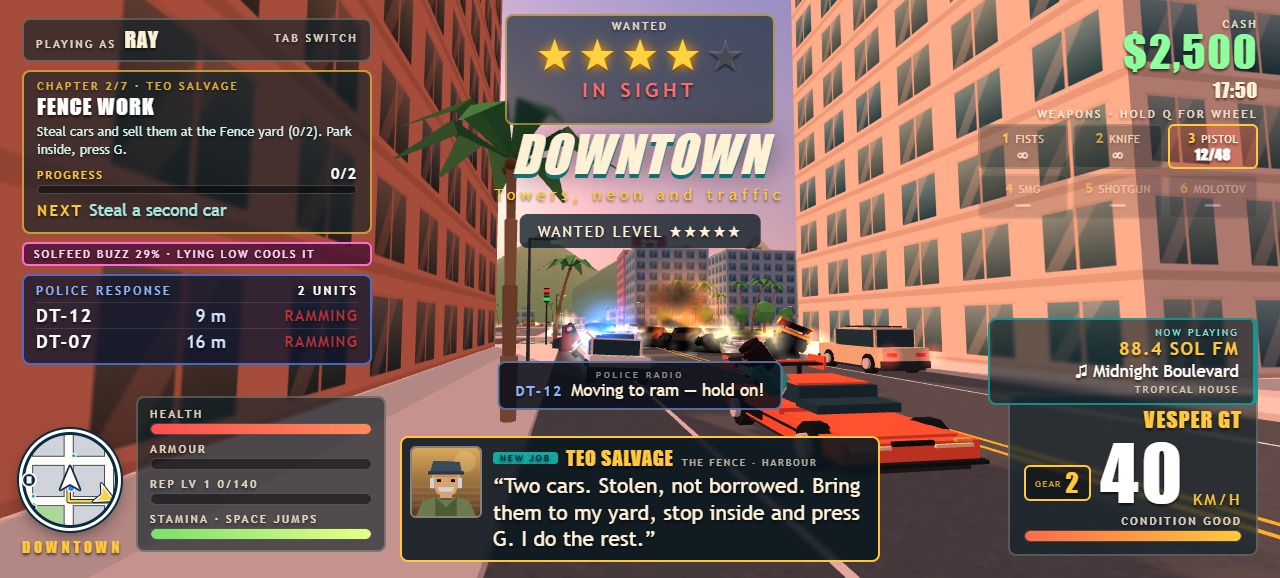 PLAYING AS RAY TAB SWITCH
CHAPTER 2/7 · TEO SALVAGE
FENCE WORK
Steal cars and sell them at the Fence yard (0/2). Park
inside, press G.
PROGRESS 0/2
NEXT Steal a second car
SOLFEED BUZZ 29% · LYING LOW COOLS IT
POLICE RESPONSE 2 UNITS
DT-12 9 m RAMMING
DT-07 16 m RAMMING
HEALTH
ARMOUR
REP LV 1 0/140
STAMINA · SPACE JUMPS
DOWNTOWN
WANTED
★★★★★
IN SIGHT
DOWNTOWN
Towers, neon and traffic
WANTED LEVEL ★★★★★
POLICE RADIO
DT-12 Moving to ram — hold on!
NEW JOB TEO SALVAGE THE FENCE · HARBOUR
“Two cars. Stolen, not borrowed. Bring
them to my yard, stop inside and press
G. I do the rest.”
CASH
$2,500
17:50
WEAPONS · HOLD Q FOR WHEEL
1 FISTS ∞
2 KNIFE ∞
3 PISTOL 12/48
4 SMG —
5 SHOTGUN —
6 MOLOTOV —
NOW PLAYING
88.4 SOL FM
♫ Midnight Boulevard
TROPICAL HOUSE
VESPER GT
GEAR 2 40 KM/H
CONDITION GOOD